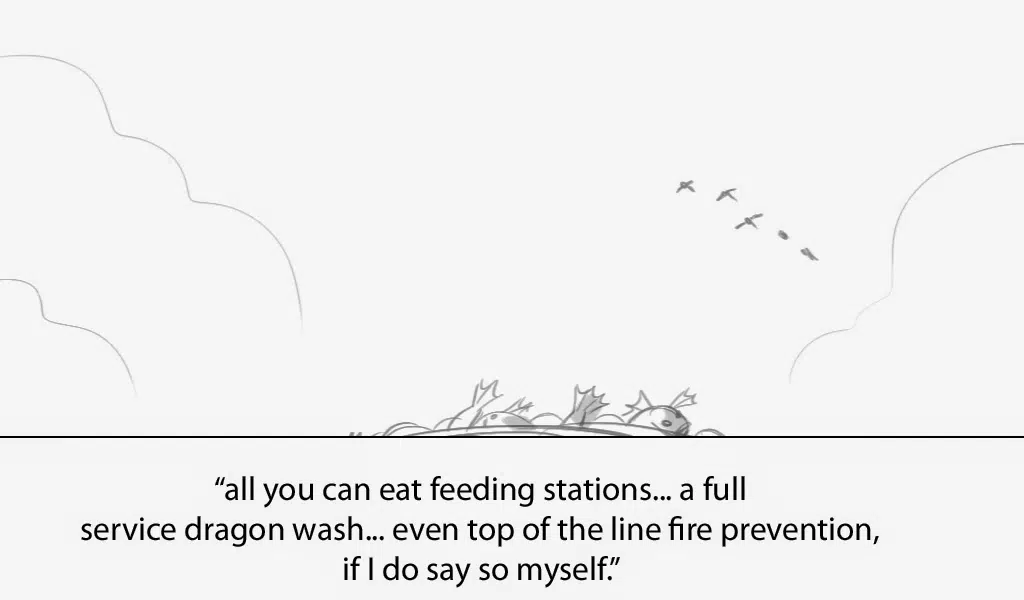 “all you can eat feeding stations... a full
service dragon wash... even top of the line fire prevention,
if I do say so myself.”